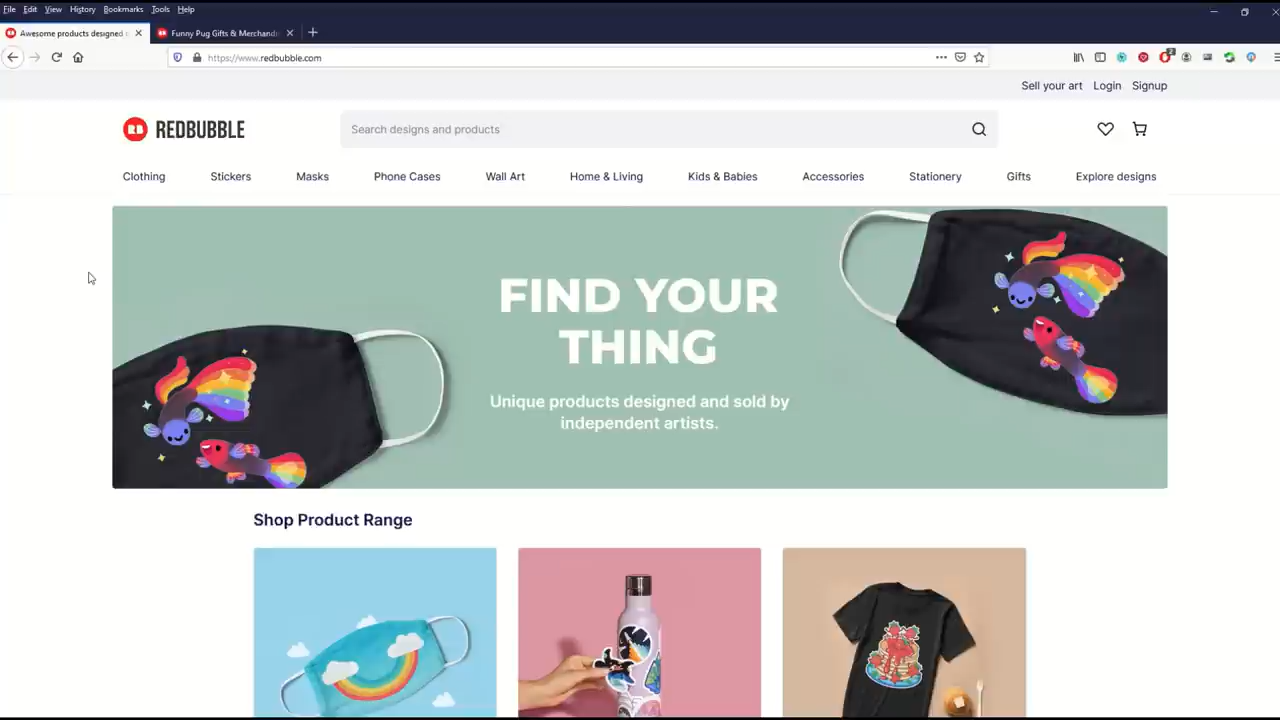 File Edit View History Bookmarks Tools Help
Awesome products designed
Funny Pug Gifts & Merchandi
https://www.redbubble.com
2
Sell your art Login Signup
RB REDBUBBLE
Search designs and products
Clothing Stickers Masks Phone Cases Wall Art Home & Living Kids & Babies Accessories Stationery Gifts Explore designs
FIND YOUR
THING
Unique products designed and sold by
independent artists.
Shop Product Range